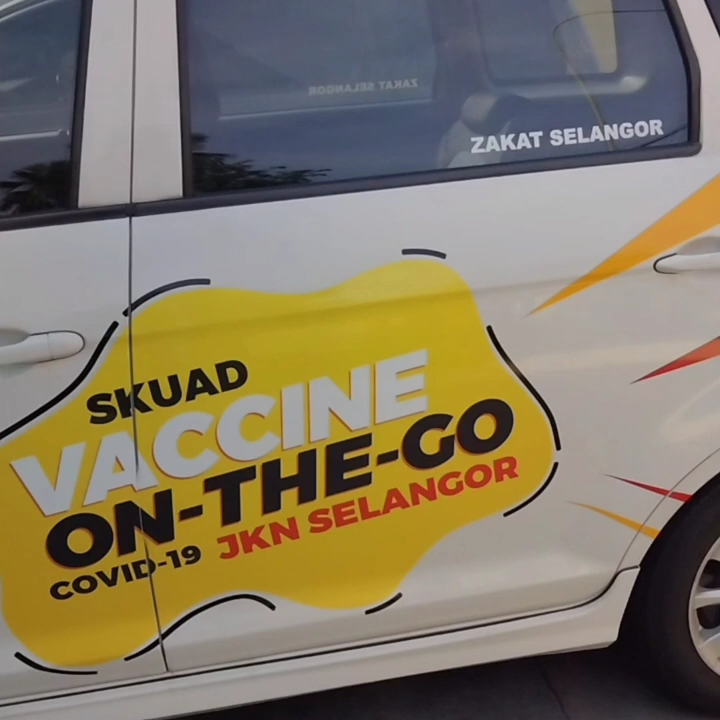 ZAKAT SELANGOR
ZAKAT SELANGOR
SKUAD
VACCINE
ON-THE-GO
COVID-19 JKN SELANGOR